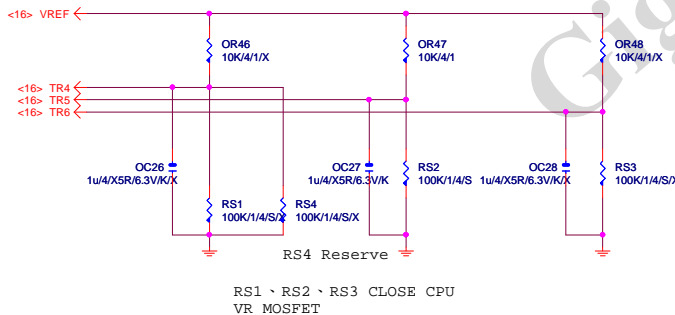 <16> VREF
OR46
10K/4/1/X
OR47
10K/4/1
OR48
10K/4/1/X
<16> TR4
<16> TR5
<16> TR6
OC26
1u/4/X5R/6.3V/K/X
OC27
1u/4/X5R/6.3V/K
RS2
100K/1/4/S
OC28
1u/4/X5R/6.3V/K/X
RS3
100K/1/4/S/X
RS1
100K/1/4/S/X
RS4
100K/1/4/S/X
RS4 Reserve
RS1、RS2、RS3 CLOSE CPU
VR MOSFET
Gig